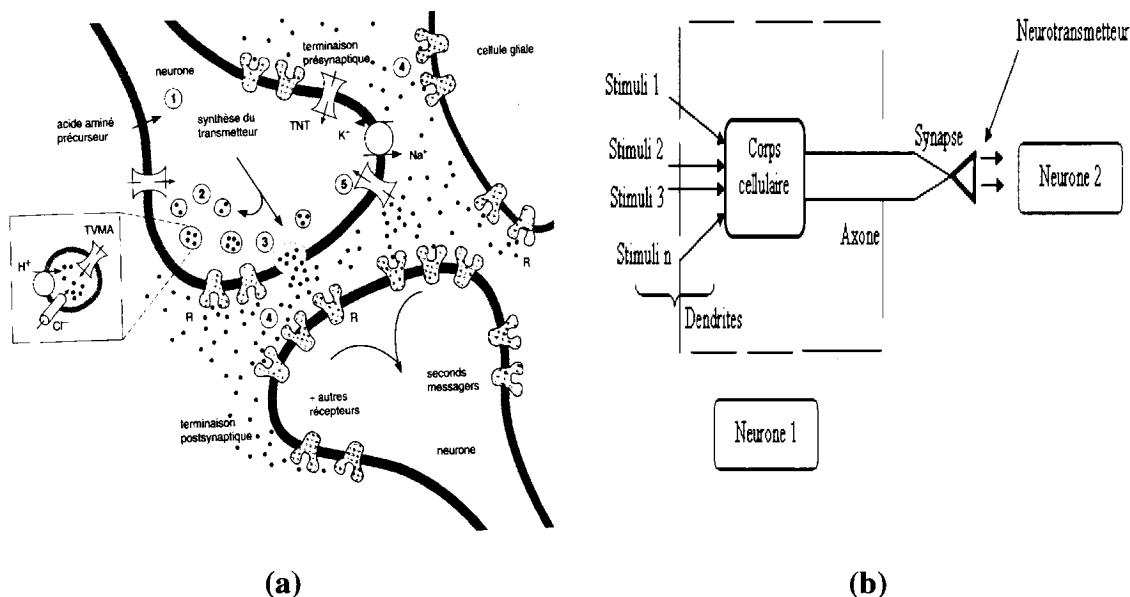 neurone
1
acide aminé
précurseur
synthèse du
transmetteur
terminaison
présynaptique
TNT
K⁺
Na⁺
4
cellule gliale
5
2
3
TVMA
H⁺
Cl⁻
R
4
R
R
+ autres
récepteurs
seconds
messagers
terminaison
postsynaptique
neurone
(a)
Neurotransmetteur
Stimuli 1
Stimuli 2
Stimuli 3
Stimuli n
Corps
cellulaire
Synapse
Axone
Neurone 2
Dendrites
Neurone 1
(b)